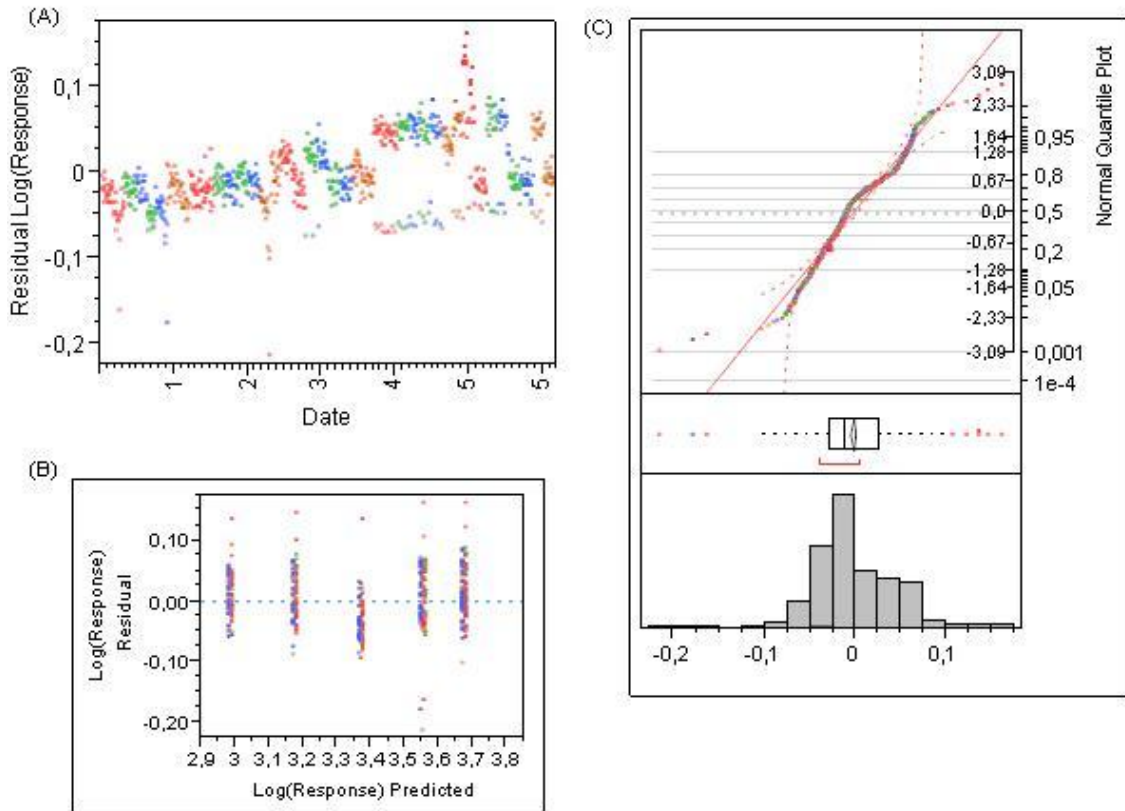 (A)
Residual Log(Response)
0,1
0
-0,1
-0,2
1 2 3 4 5 5
Date
(B)
Log(Response)
Residual
0,10
0,00
-0,10
-0,20
2,9 3 3,1 3,2 3,3 3,4 3,5 3,6 3,7 3,8
Log(Response) Predicted
(C)
3,09
2,33
1,64 0,95
1,28
0,8
0,67
0,0 0,5
-0,67
0,2
-1,28
-1,64 0,05
-2,33
-3,09 0,001
1e-4
Normal Quantile Plot
-0,2 -0,1 0 0,1